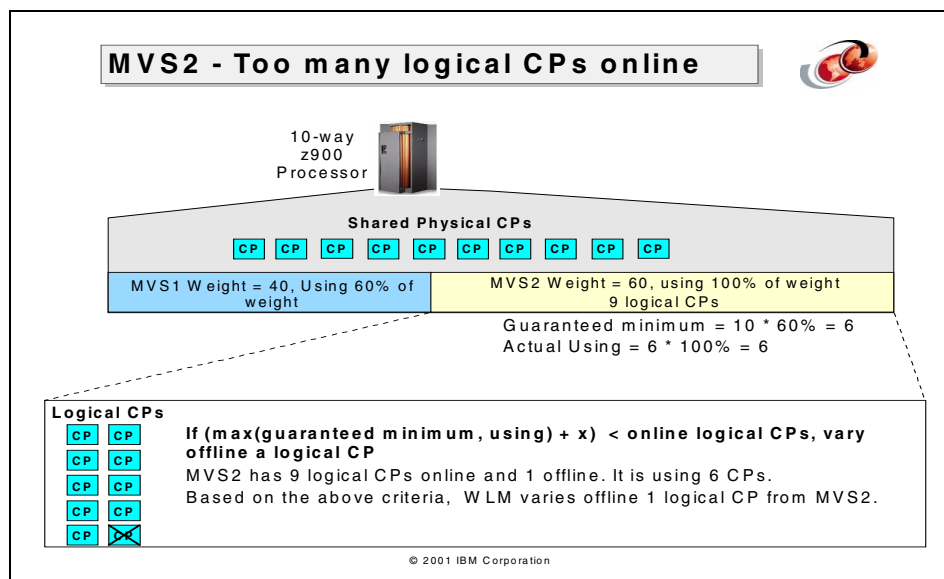 MVS2 - Too many logical CPs online
10-way
z900
Processor
Shared Physical CPs
CP CP CP CP CP CP CP CP CP CP
MVS1 Weight = 40, Using 60% of
weight
MVS2 Weight = 60, using 100% of weight
9 logical CPs
Guaranteed minimum = 10 * 60% = 6
Actual Using = 6 * 100% = 6
Logical CPs
CP CP
CP CP
CP CP
CP CP
CP CP
If (max(guaranteed minimum, using) + x) < online logical CPs, vary
offline a logical CP
MVS2 has 9 logical CPs online and 1 offline. It is using 6 CPs.
Based on the above criteria, WLM varies offline 1 logical CP from MVS2.
© 2001 IBM Corporation